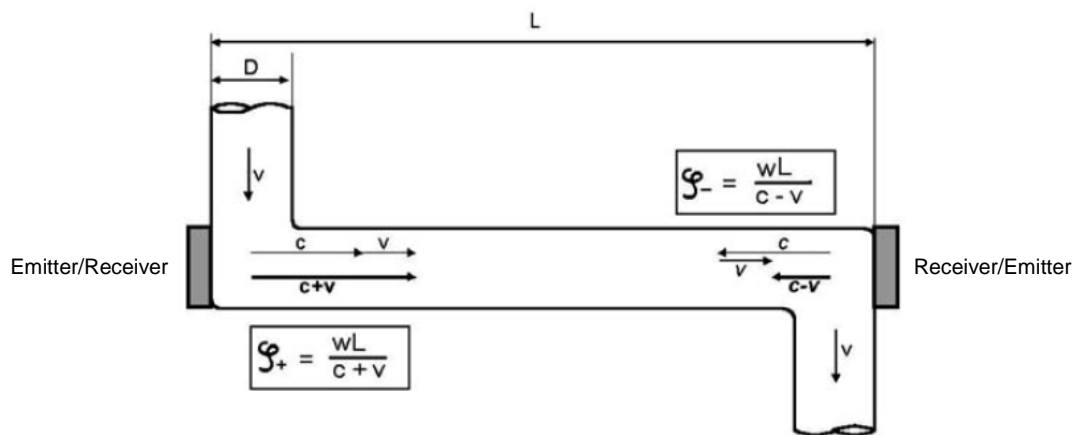 L
D
v
𝒮₋ = wL / c - v
c v
c
Emitter/Receiver
v
Receiver/Emitter
c+v
c-v
v
φ₊ = wL / c + v